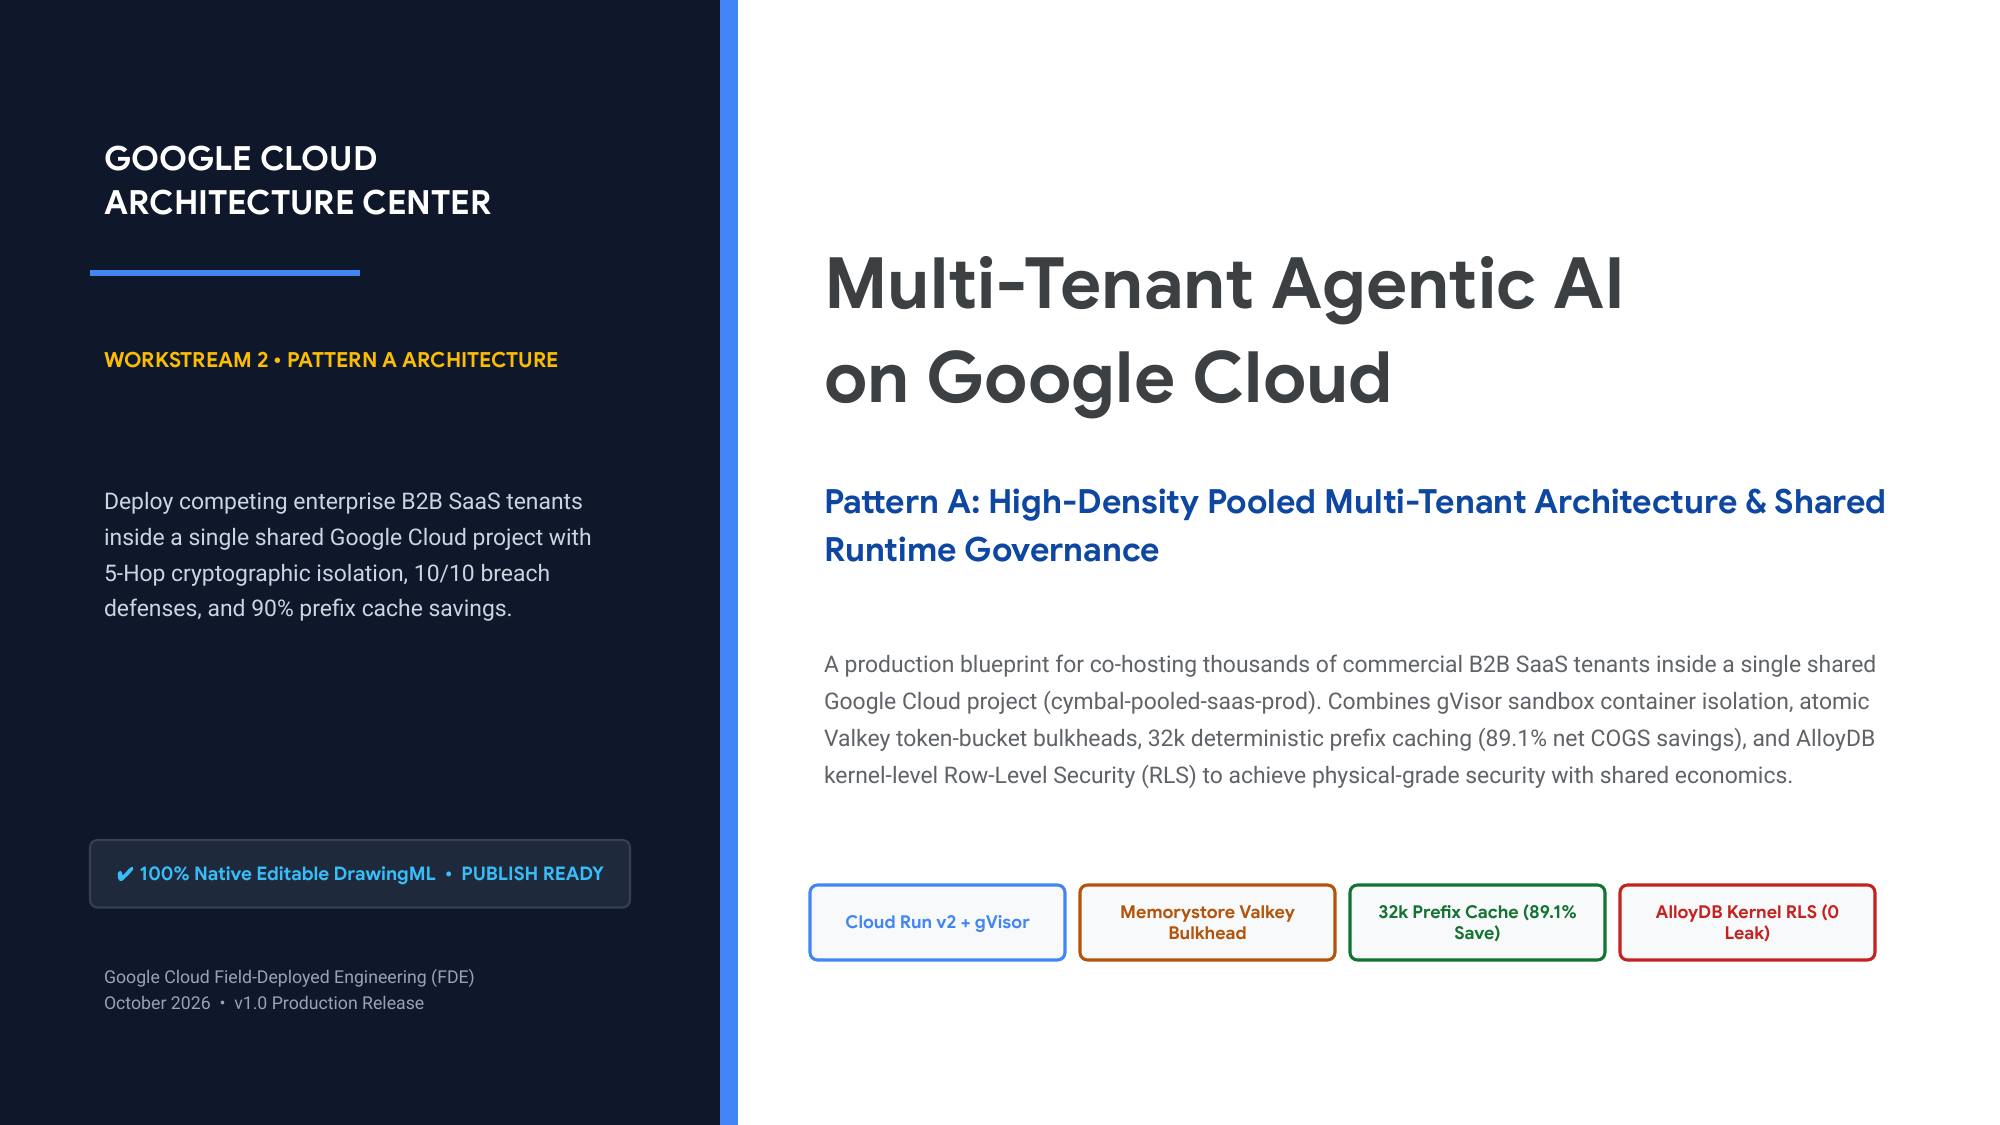 GOOGLE CLOUD
ARCHITECTURE CENTER
WORKSTREAM 2 • PATTERN A ARCHITECTURE
Deploy competing enterprise B2B SaaS tenants
inside a single shared Google Cloud project with
5-Hop cryptographic isolation, 10/10 breach
defenses, and 90% prefix cache savings.
✔ 100% Native Editable DrawingML • PUBLISH READY
Google Cloud Field-Deployed Engineering (FDE)
October 2026 • v1.0 Production Release
Multi-Tenant Agentic AI
on Google Cloud
Pattern A: High-Density Pooled Multi-Tenant Architecture & Shared
Runtime Governance
A production blueprint for co-hosting thousands of commercial B2B SaaS tenants inside a single shared
Google Cloud project (cymbal-pooled-saas-prod). Combines gVisor sandbox container isolation, atomic
Valkey token-bucket bulkheads, 32k deterministic prefix caching (89.1% net COGS savings), and AlloyDB
kernel-level Row-Level Security (RLS) to achieve physical-grade security with shared economics.
Cloud Run v2 + gVisor
Memorystore Valkey
Bulkhead
32k Prefix Cache (89.1%
Save)
AlloyDB Kernel RLS (0
Leak)